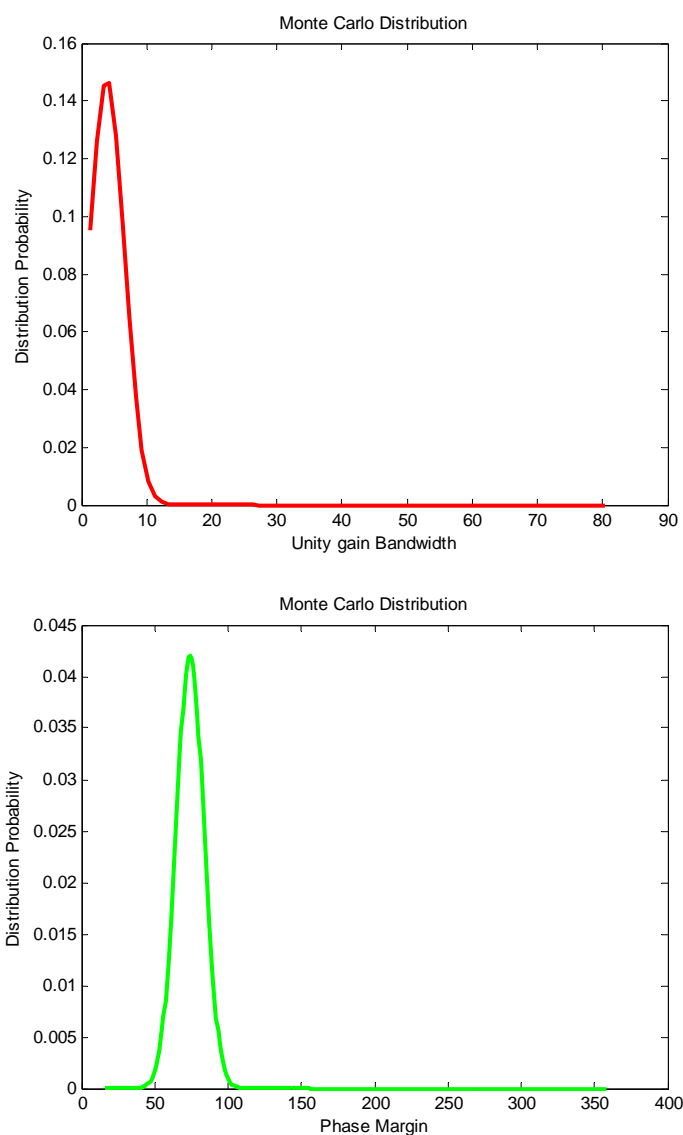 Monte Carlo Distribution
0.16
0.14
0.12
0.1
0.08
0.06
0.04
0.02
0
Distribution Probability
0 10 20 30 40 50 60 70 80 90
Unity gain Bandwidth
Monte Carlo Distribution
0.045
0.04
0.035
0.03
0.025
0.02
0.015
0.01
0.005
0
Distribution Probability
0 50 100 150 200 250 300 350 400
Phase Margin